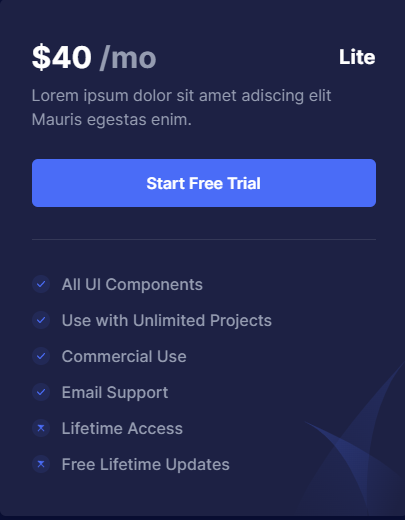 $40 /mo
Lite
Lorem ipsum dolor sit amet adiscing elit
Mauris egestas enim.
Start Free Trial
All UI Components
Use with Unlimited Projects
Commercial Use
Email Support
Lifetime Access
Free Lifetime Updates